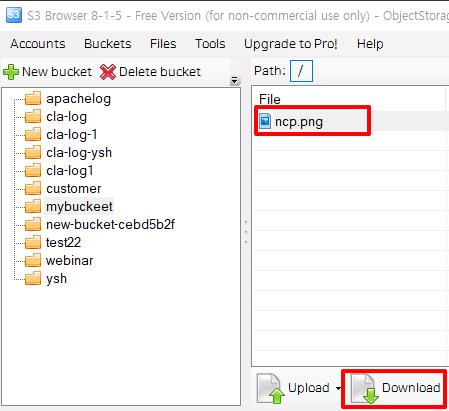 S3 S3 Browser 8-1-5 - Free Version (for non-commercial use only) - ObjectStorag
Accounts Buckets Files Tools Upgrade to Pro! Help
New bucket Delete bucket
Path: /
apachelog
cla-log
cla-log-1
cla-log-ysh
cla-log1
customer
mybuckeet
new-bucket-cebd5b2f
test22
webinar
ysh
File
ncp.png
Upload Download